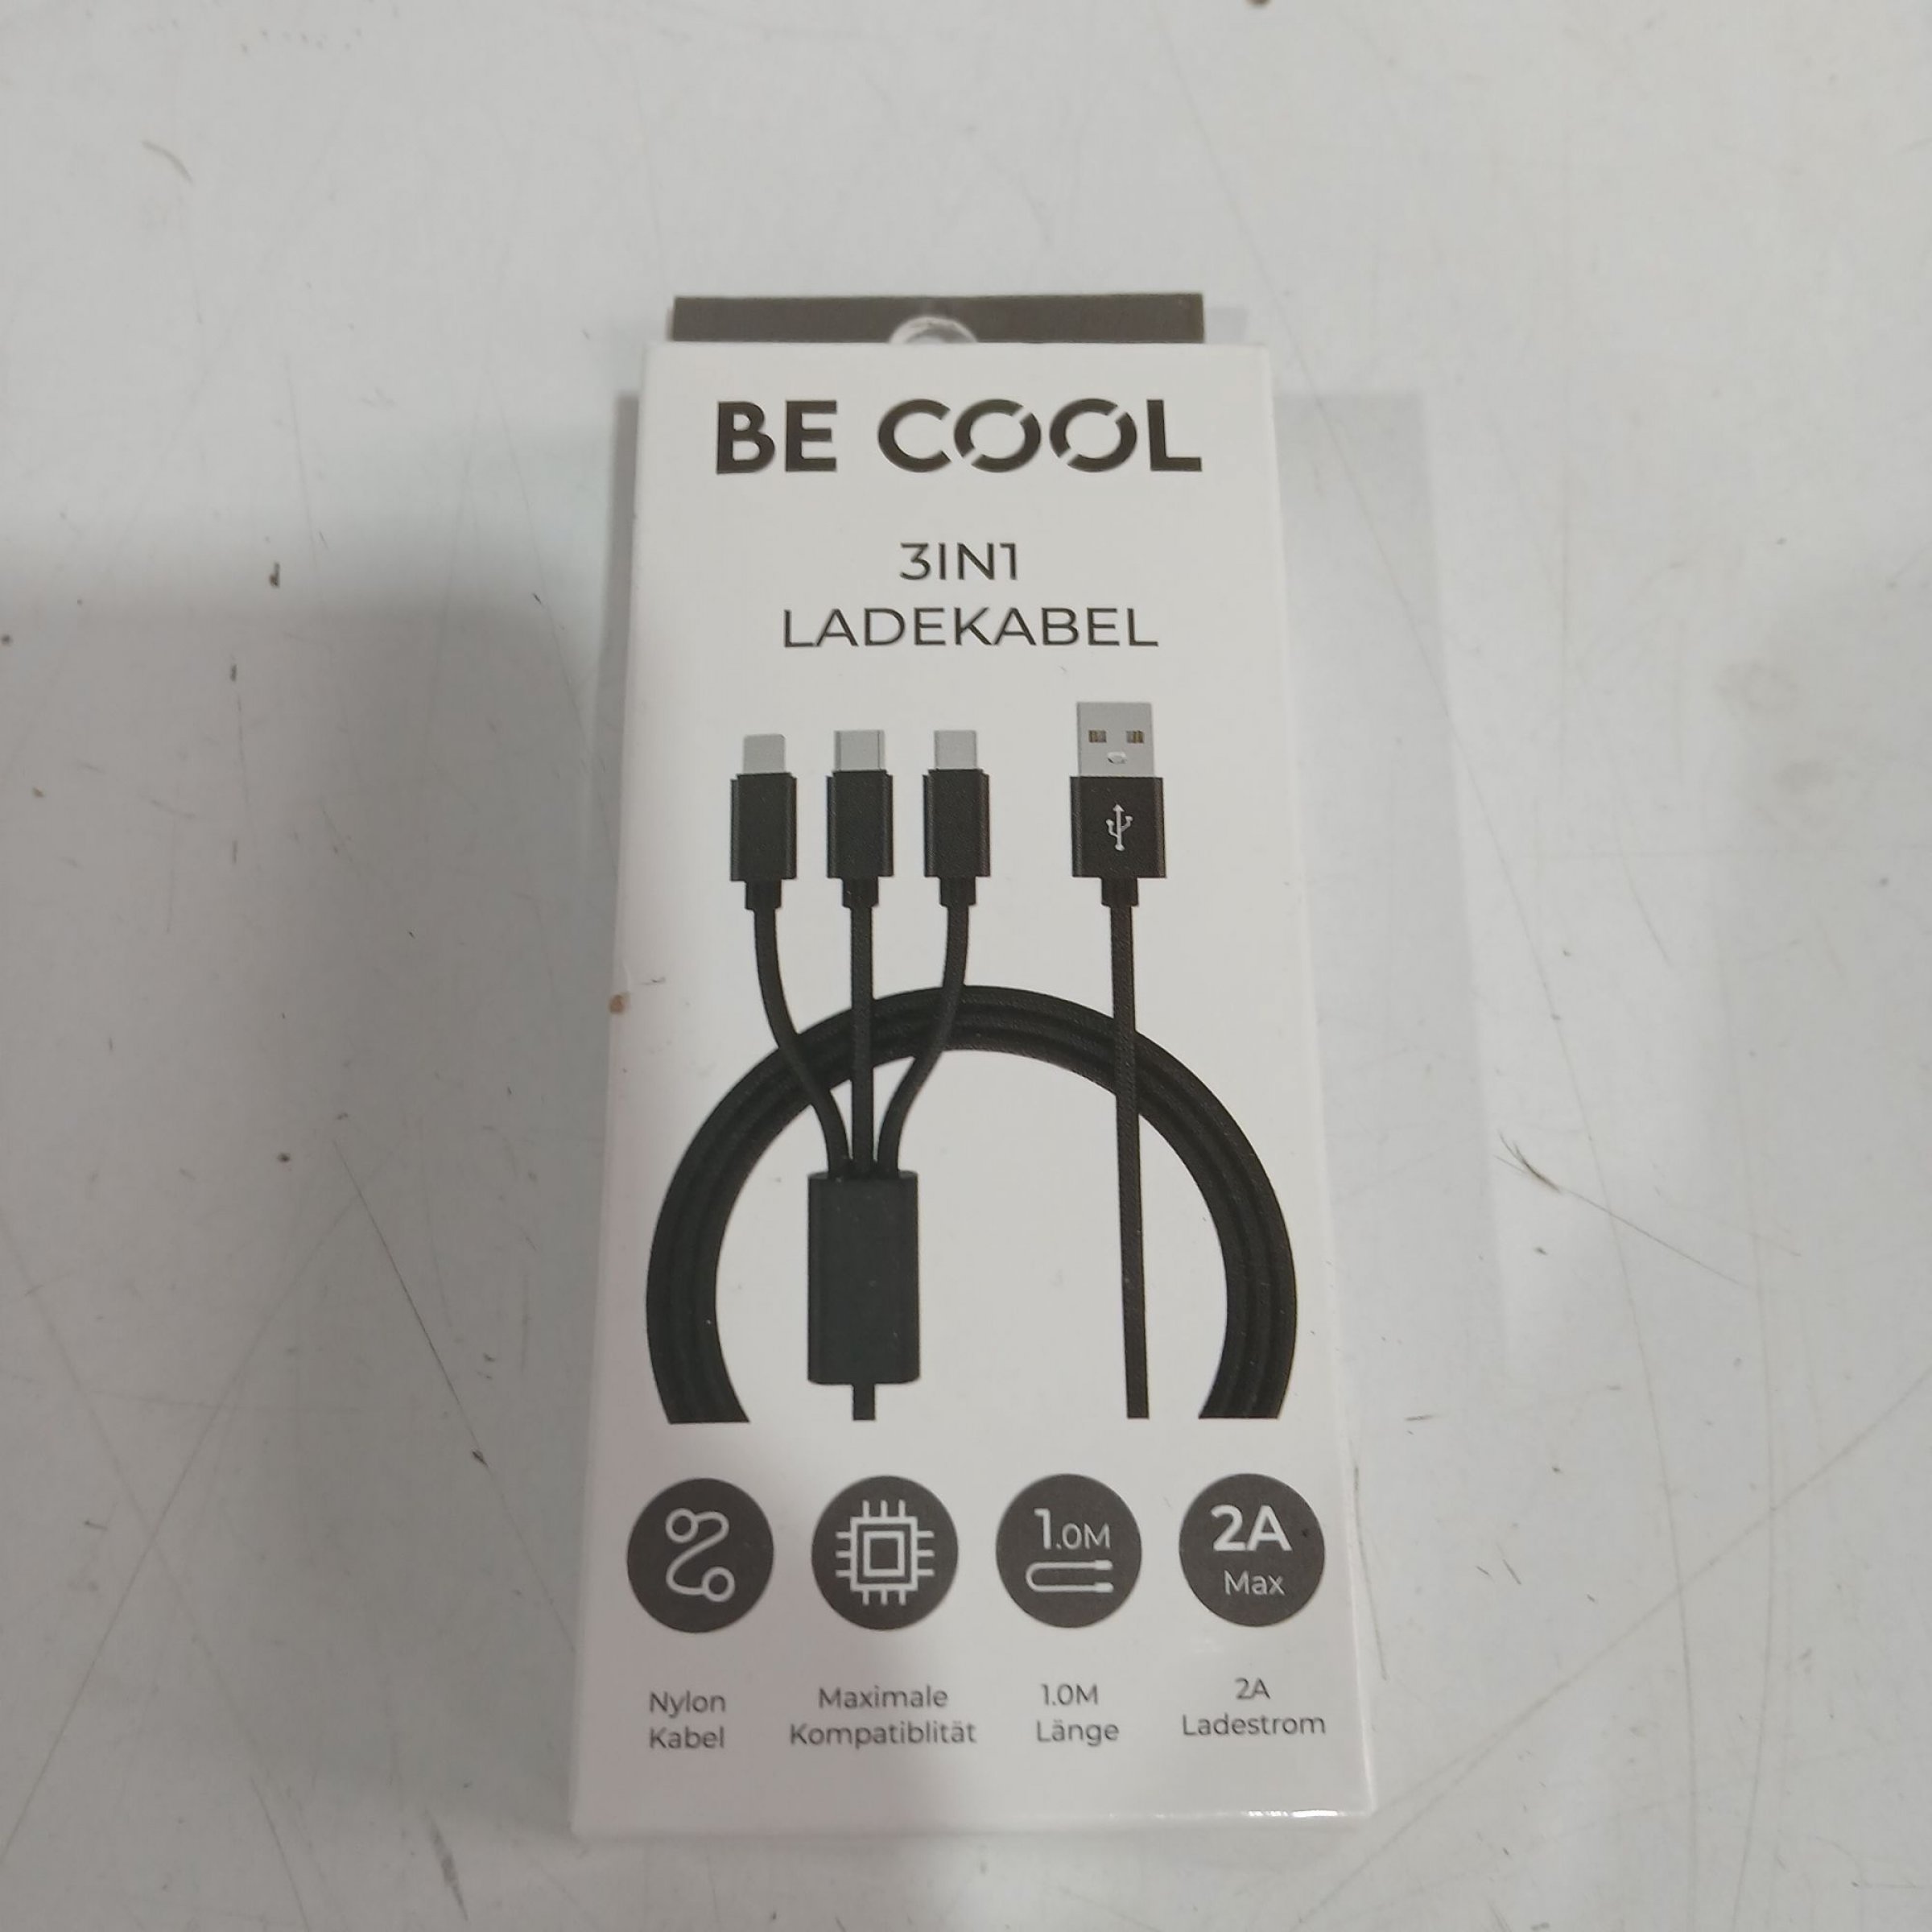 BE COOL
3IN1
LADEKABEL
1.0M
2A
Max
Nylon
Kabel
Maximale
Kompatiblität
1.0M
Länge
2A
Ladestrom